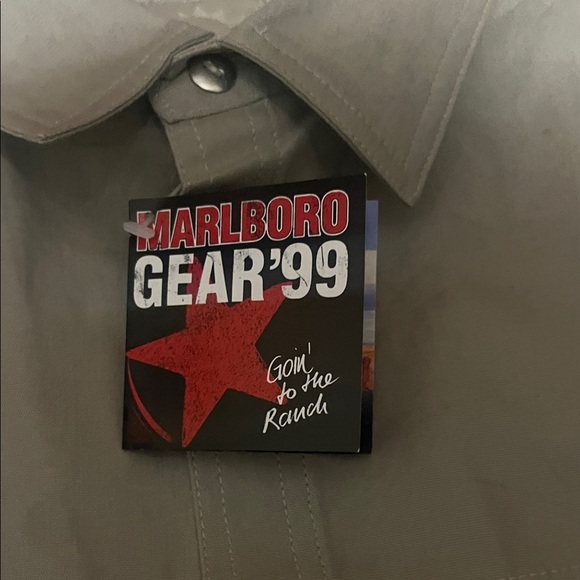 MARLBORO
GEAR '99
Goin'
to the
Ranch